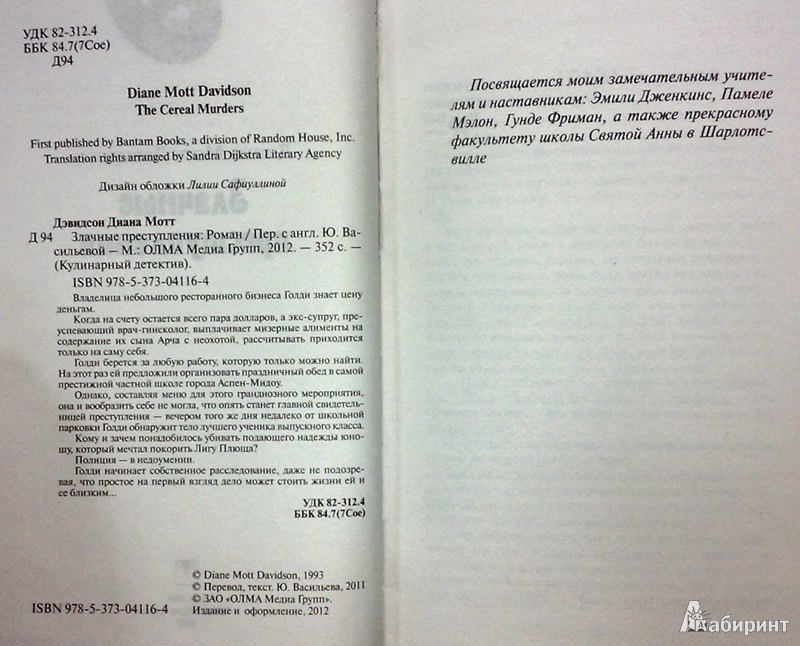 УДК 82-312.4
ББК 84.7(7Сое)
Д94
Diane Mott Davidson
The Cereal Murders
First published by Bantam Books, a division of Random House, Inc.
Translation rights arranged by Sandra Dijkstra Literary Agency
Дизайн обложки Лилии Сафиуллиной
Дэвидсон Диана Мотт
Д 94 Злачные преступления: Роман / Пер. с англ. Ю. Ва-
сильевой — М.: ОЛМА Медиа Групп, 2012. — 352 с. —
(Кулинарный детектив).
ISBN 978-5-373-04116-4
Владелица небольшого ресторанного бизнеса Голди знает цену
деньгам.
Когда на счету остается всего пара долларов, а экс-супруг, пре-
успевающий врач-гинсколог, выплачивает мизерные алименты на
содержание их сына Арча с неохотой, рассчитывать приходится
только на саму себя.
Голди берется за любую работу, которую только можно найти.
На этот раз ей предложили организовать праздничный обед в самой
престижной частной школе города Аспен-Мидоу.
Однако, составляя меню для этого грандиозного мероприятия,
она и вообразить себе не могла, что опять станет главной свидетель-
ницей преступления — вечером того же дня недалеко от школьной
парковки Голди обнаружит тело лучшего ученика выпускного класса.
Кому и зачем понадобилось убивать подающего надежды юно-
шу, который мечтал покорить Лигу Плюща?
Полиция — в недоумении.
Голди начинает собственное расследование, даже не подозре-
вая, что простое на первый взгляд дело может стоить жизни ей и
ее близким...
УДК 82-312.4
ББК 84.7(7Сое)
© Diane Mott Davidson, 1993
© Перевод, текст. Ю. Васильева, 2011
© ЗАО «ОЛМА Медиа Групп».
ISBN 978-5-373-04116-4 Издание и оформление, 2012
Посвящается моим замечательным учите-
лям и наставникам: Эмили Дженкинс, Памеле
Мэлон, Гунде Фриман, а также прекрасному
факультету школы Святой Анны в Шарлотс-
вилле
Лабиринт